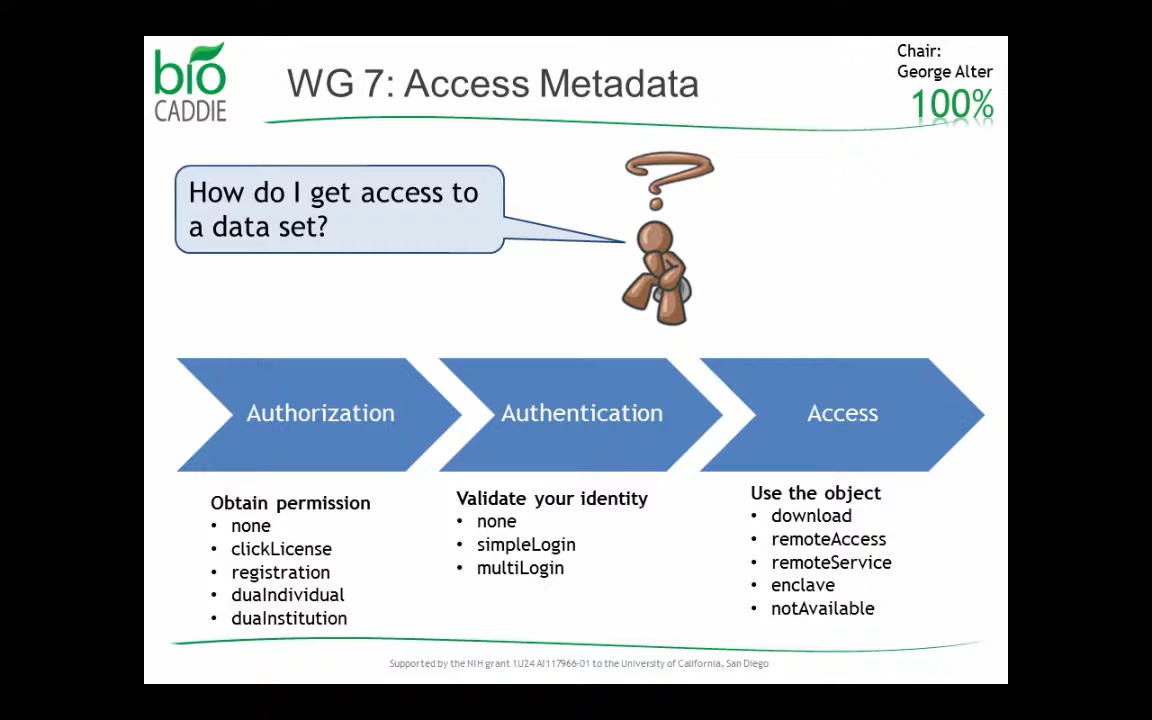 bio
CADDIE
WG 7: Access Metadata
Chair:
George Alter
100%
How do I get access to
a data set?
?
Authorization
Authentication
Access
Obtain permission
• none
• clickLicense
• registration
• duaIndividual
• duaInstitution
Validate your identity
• none
• simpleLogin
• multiLogin
Use the object
• download
• remoteAccess
• remoteService
• enclave
• notAvailable
Supported by the NIH grant 1U24 AI117966-01 to the University of California, San Diego